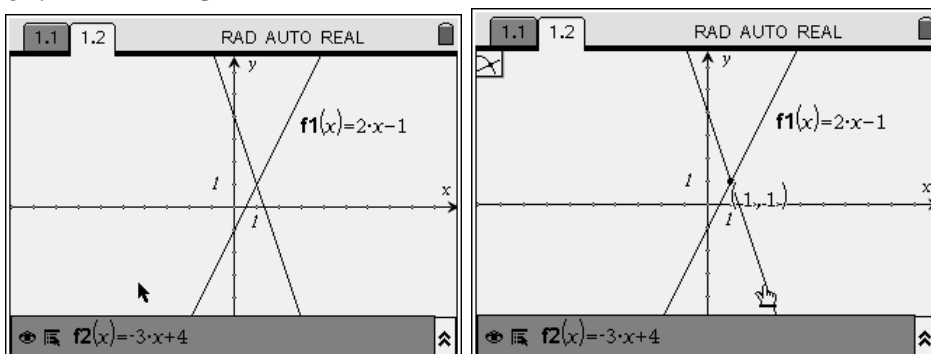 1.1 1.2 RAD AUTO REAL
y
f1(x)=2·x−1
1
x
1
f2(x)=-3·x+4
1.1 1.2 RAD AUTO REAL
y
f1(x)=2·x−1
1
x
(1.,1.)
1
f2(x)=-3·x+4